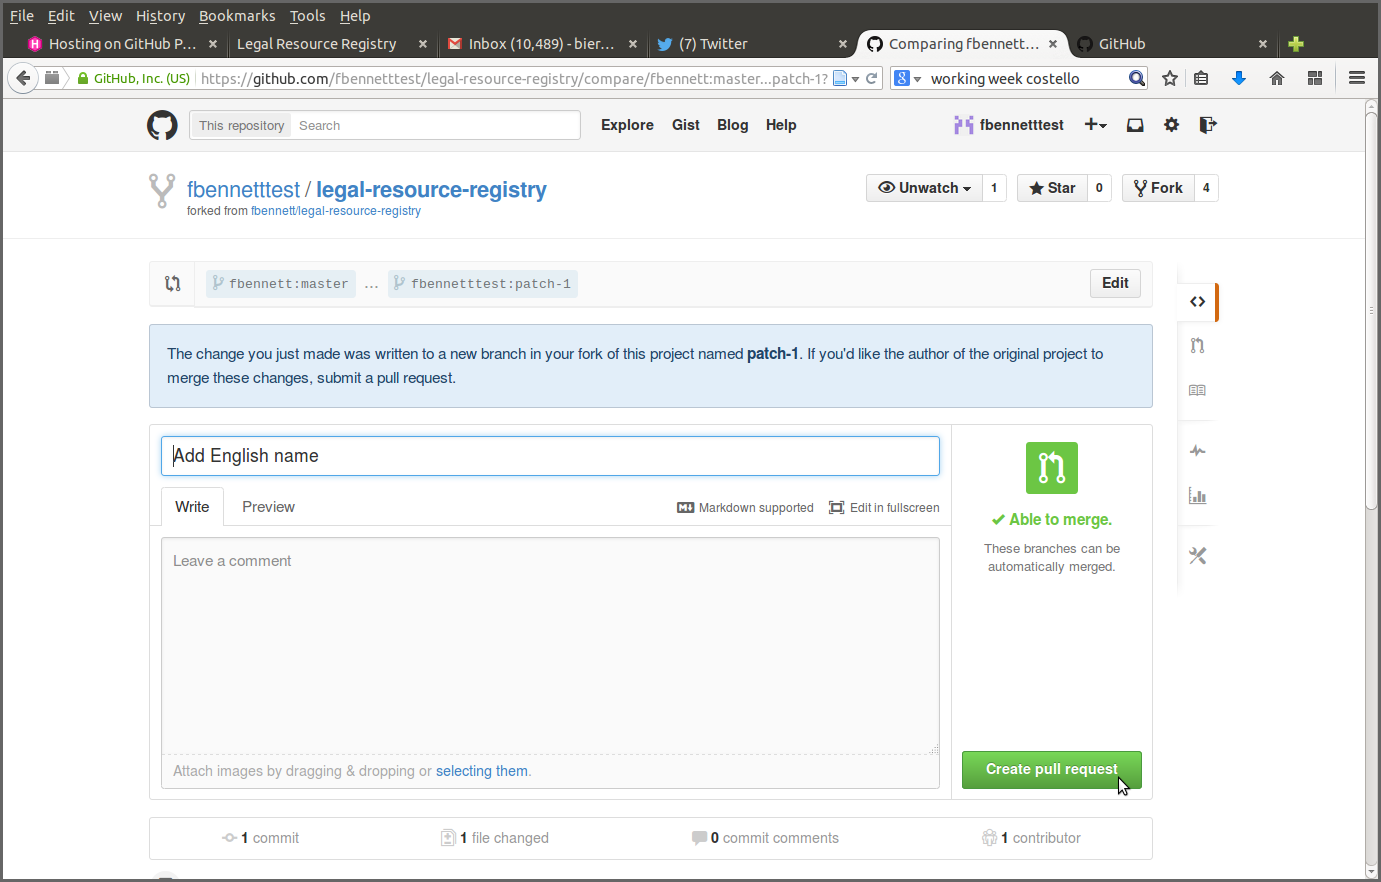 File Edit View History Bookmarks Tools Help
Hosting on GitHub P... Legal Resource Registry Inbox (10,489) - bier... (7) Twitter Comparing fbennett... GitHub
GitHub, Inc. (US) https://github.com/fbennetttest/legal-resource-registry/compare/fbennett:master...patch-1? working week costello
This repository Search Explore Gist Blog Help fbennetttest
fbennetttest / legal-resource-registry Unwatch 1 Star 0 Fork 4
forked from fbennett/legal-resource-registry
fbennett:master ... fbennetttest:patch-1 Edit
The change you just made was written to a new branch in your fork of this project named patch-1. If you'd like the author of the original project to
merge these changes, submit a pull request.
Add English name
Write Preview Markdown supported Edit in fullscreen
Able to merge.
These branches can be
automatically merged.
Leave a comment
Attach images by dragging & dropping or selecting them.
Create pull request
1 commit 1 file changed 0 commit comments 1 contributor